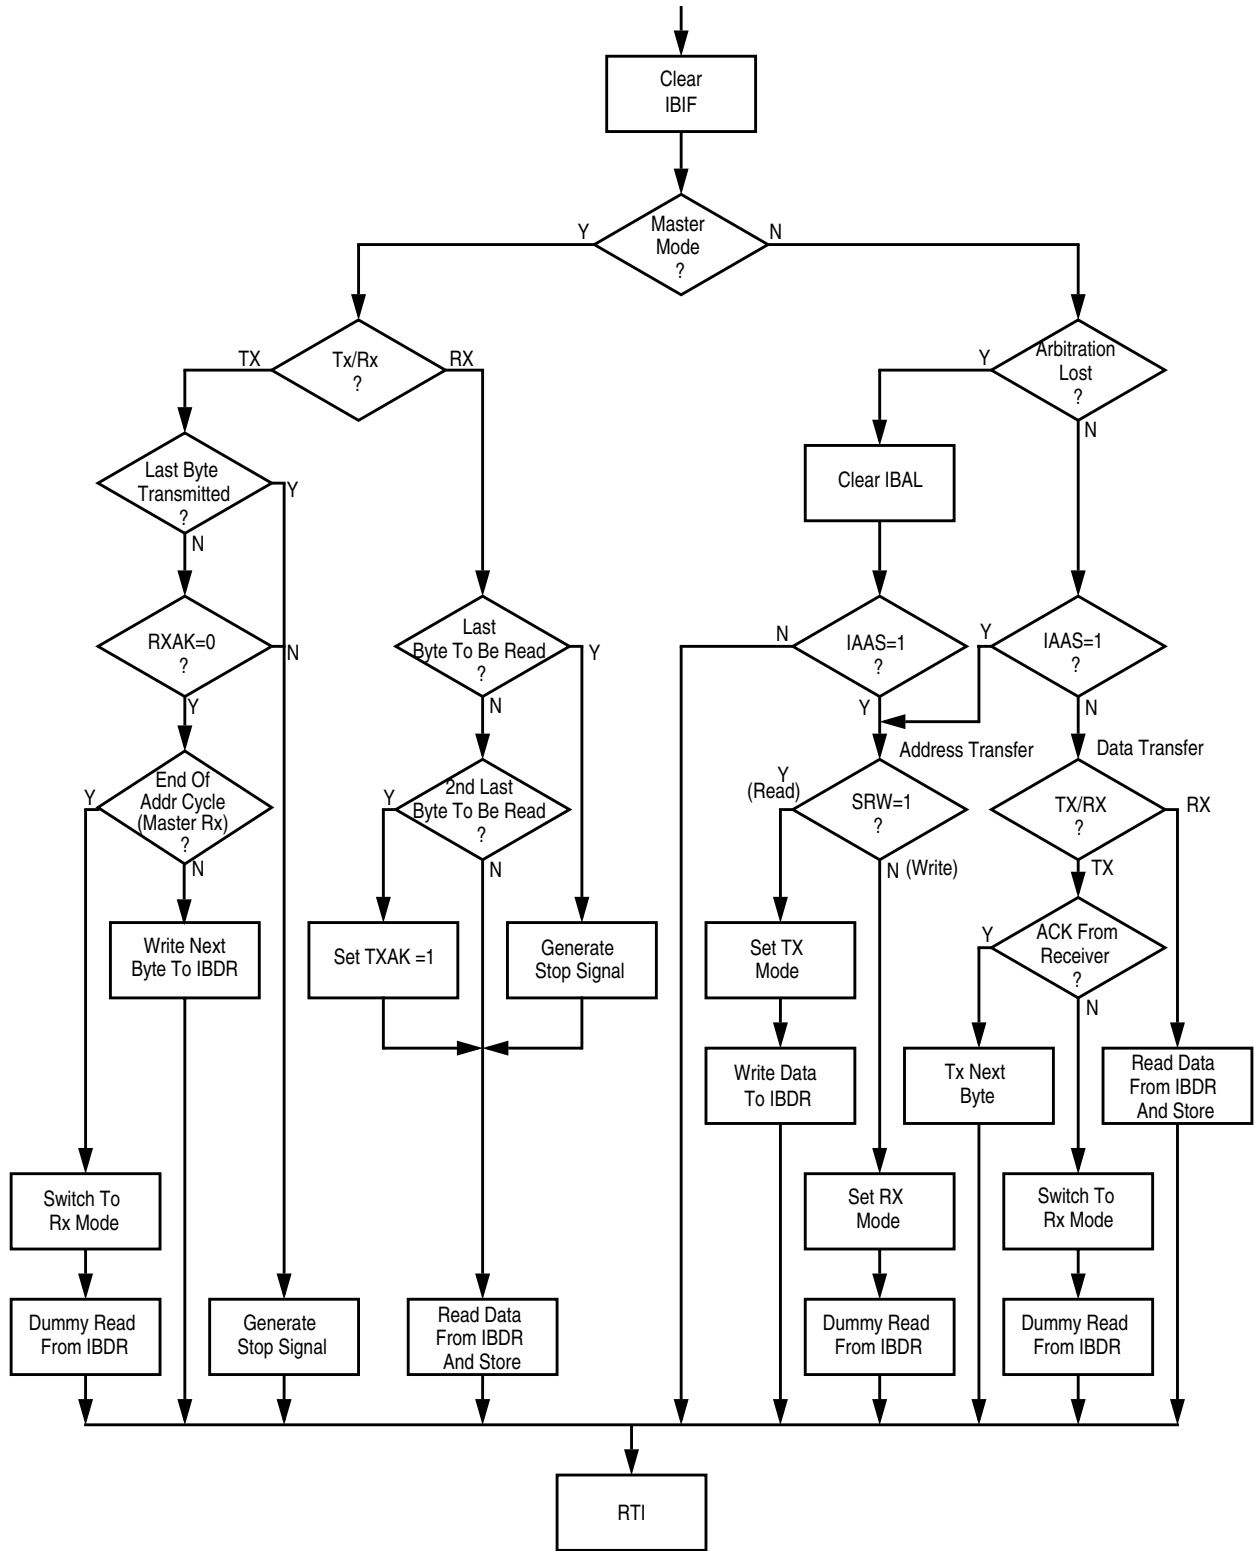 Clear
IBIF
Master
Mode
?
Y
N
Tx/Rx
?
TX
RX
Arbitration
Lost
?
Y
N
Last Byte
Transmitted
?
Y
N
Clear IBAL
RXAK=0
?
N
Y
Last
Byte To Be Read
?
Y
N
IAAS=1
?
N
Y
IAAS=1
?
Y
N
Address Transfer
Data Transfer
End Of
Addr Cycle
(Master Rx)
?
Y
N
2nd Last
Byte To Be Read
?
Y
N
SRW=1
?
Y
(Read)
N (Write)
TX/RX
?
RX
TX
Write Next
Byte To IBDR
Set TXAK =1
Generate
Stop Signal
Set TX
Mode
ACK From
Receiver
?
Y
N
Write Data
To IBDR
Tx Next
Byte
Read Data
From IBDR
And Store
Switch To
Rx Mode
Set RX
Mode
Switch To
Rx Mode
Dummy Read
From IBDR
Generate
Stop Signal
Read Data
From IBDR
And Store
Dummy Read
From IBDR
Dummy Read
From IBDR
RTI